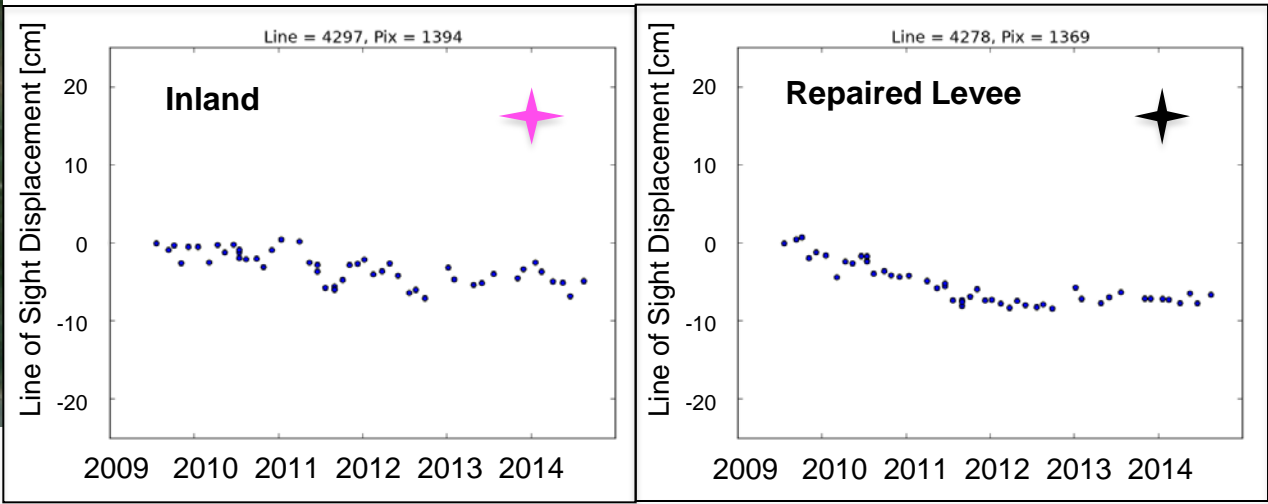 Line = 4297, Pix = 1394
Inland
Line of Sight Displacement [cm]
20
10
0
-10
-20
2009 2010 2011 2012 2013 2014
Line = 4278, Pix = 1369
Repaired Levee
Line of Sight Displacement [cm]
20
10
0
-10
-20
2009 2010 2011 2012 2013 2014